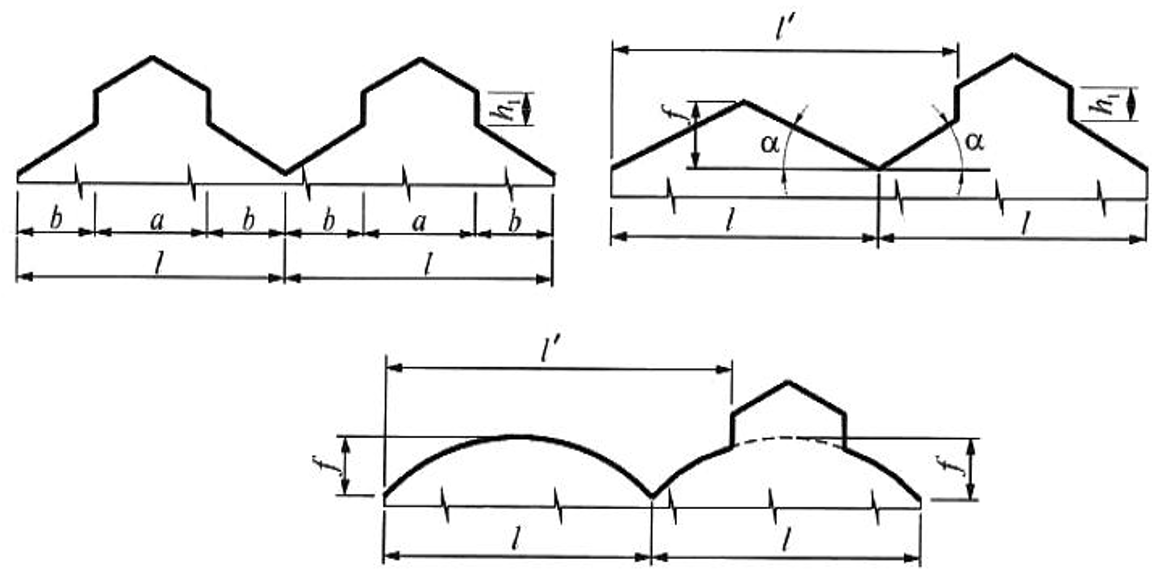 h₁
b a b b a b
l l
l′
f α α h₁
l l
l′
f f
l l